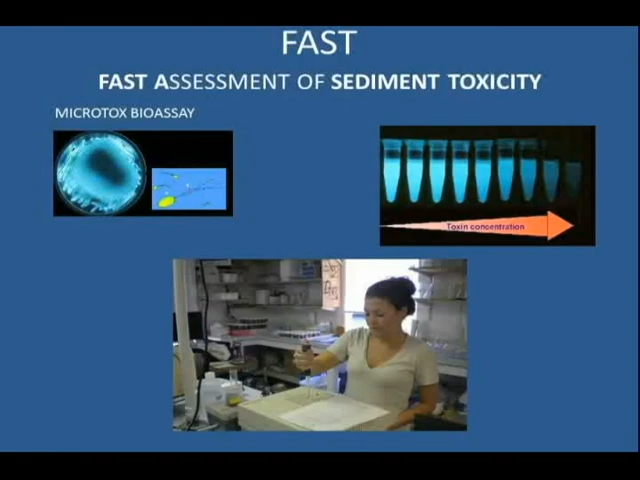 FAST
FAST ASSESSMENT OF SEDIMENT TOXICITY
MICROTOX BIOASSAY
Toxin concentration